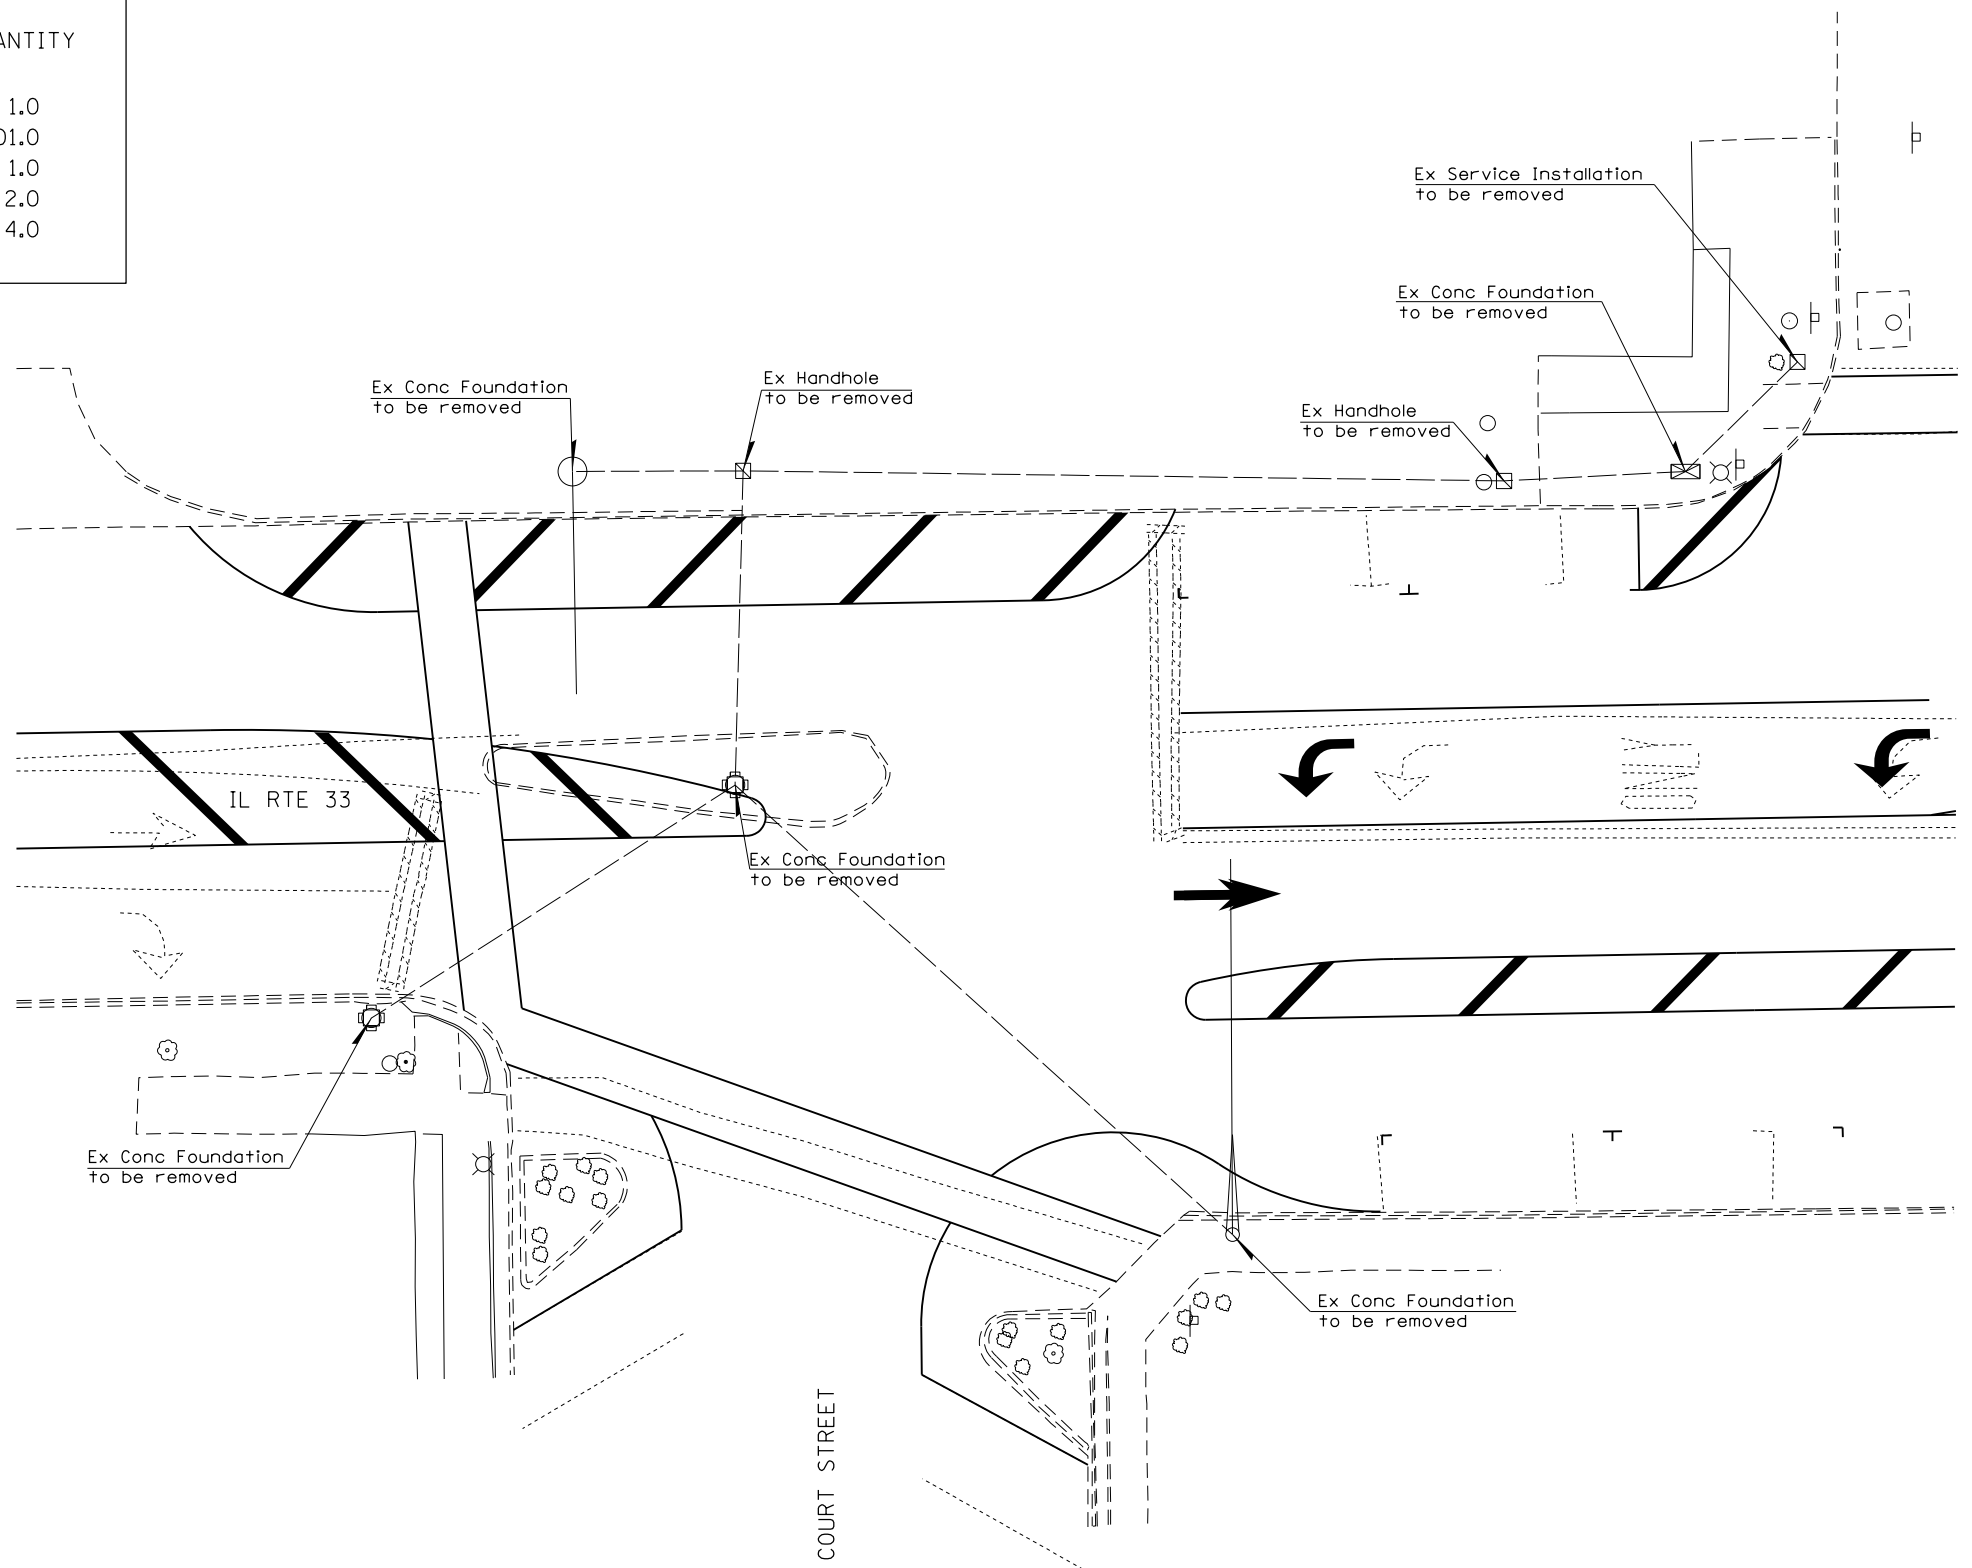 1.0
1.0
2.0
4.0
Ex Service Installation
to be removed
Ex Conc Foundation
to be removed
Ex Conc Foundation
to be removed
Ex Handhole
to be removed
Ex Handhole
to be removed
IL RTE 33
Ex Conc Foundation
to be removed
Ex Conc Foundation
to be removed
Ex Conc Foundation
to be removed
COURT STREET